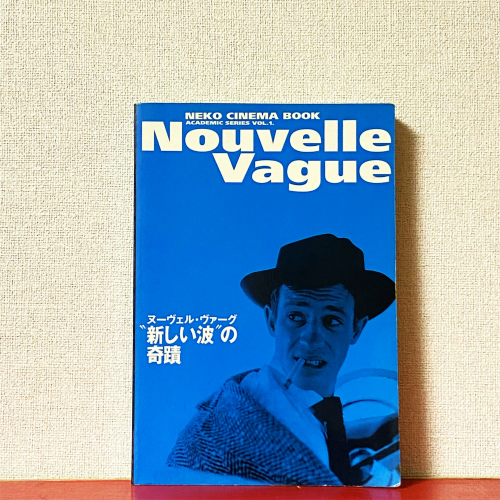 NEKO CINEMA BOOK
ACADEMIC SERIES VOL.1.
Nouvelle
Vague
ヌーヴェル・ヴァーグ
〝新しい波〟の
奇蹟